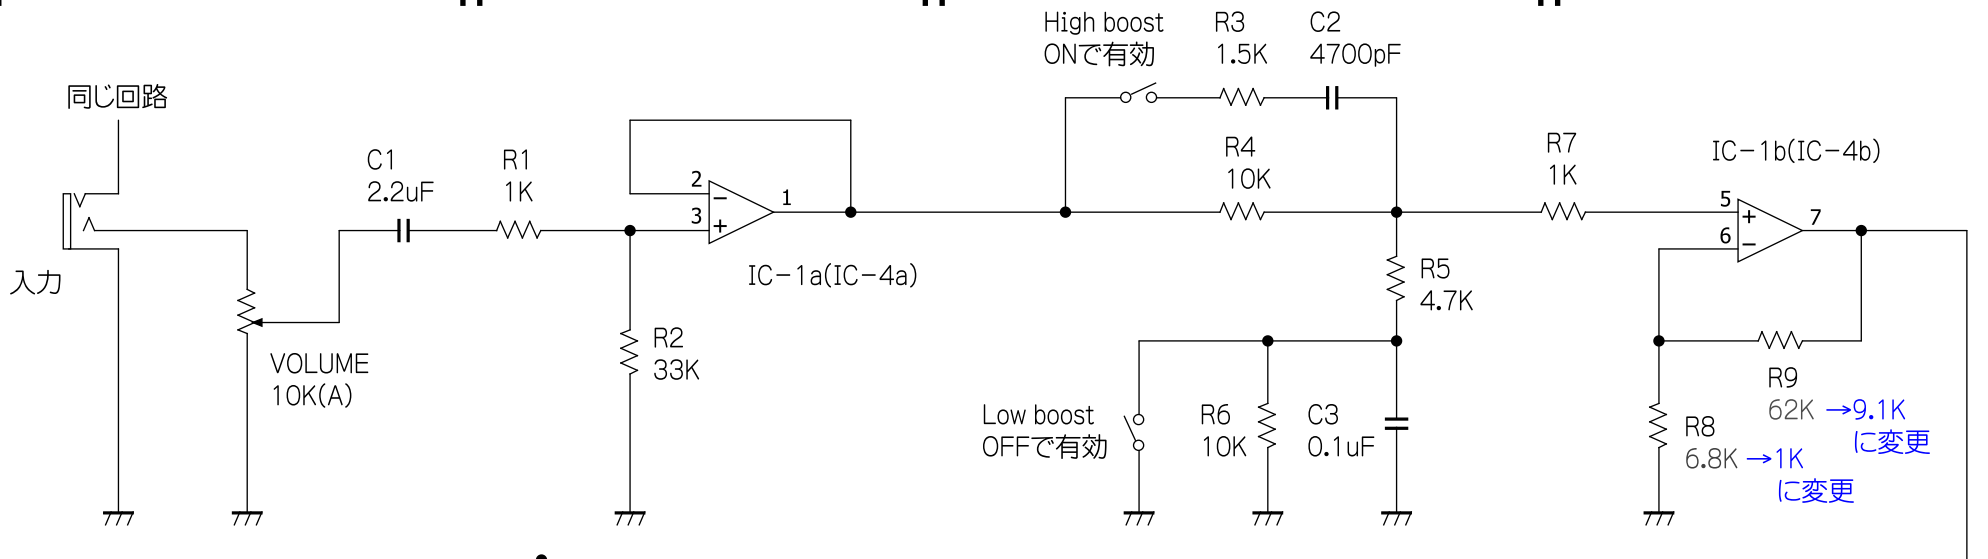 High boost
ONで有効
R3
1.5K
C2
4700pF
同じ回路
C1
2.2uF
R1
1K
2
3
1
R4
10K
R7
1K
IC-1b(IC-4b)
5
6
7
IC-1a(IC-4a)
入力
R5
4.7K
VOLUME
10K(A)
R2
33K
Low boost
OFFで有効
R6
10K
C3
0.1uF
R9
62K →9.1K
に変更
R8
6.8K →1K
に変更